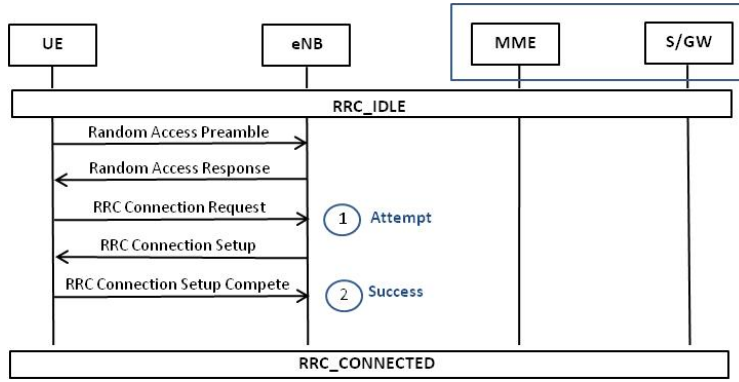 UE
eNB
MME
S/GW
RRC_IDLE
Random Access Preamble
Random Access Response
RRC Connection Request
1 Attempt
RRC Connection Setup
RRC Connection Setup Compete
2 Success
RRC_CONNECTED